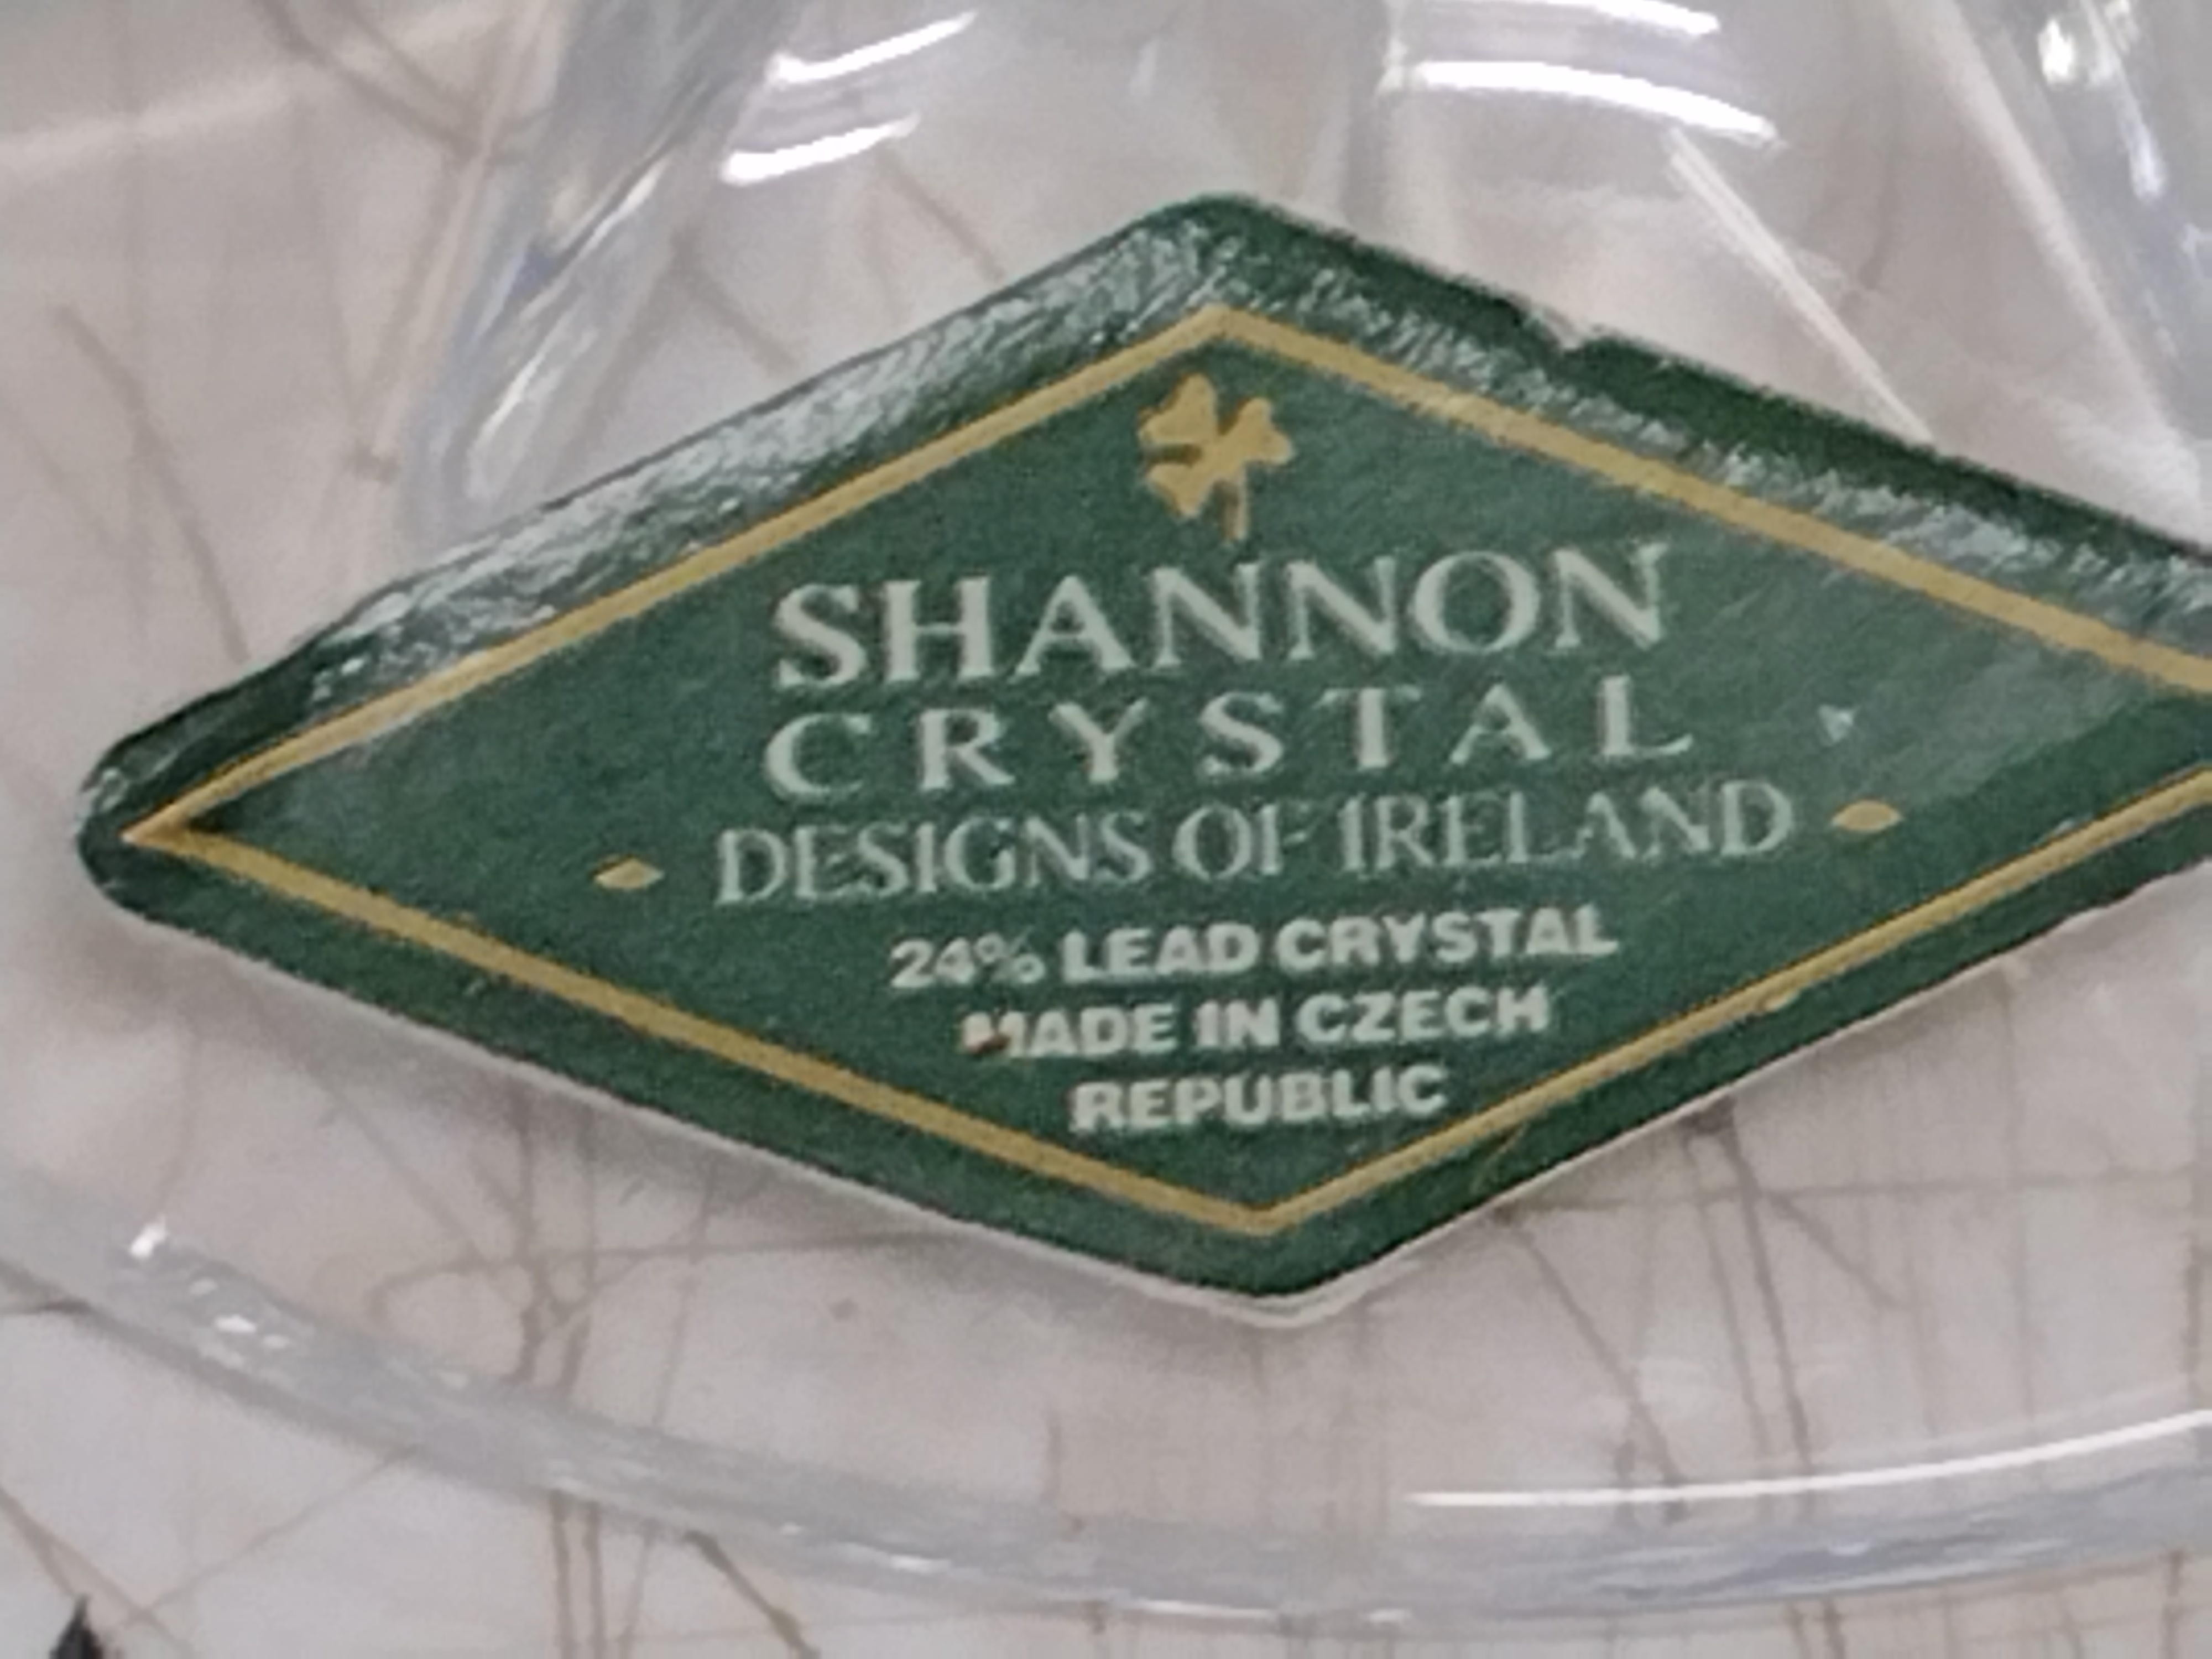 SHANNON
CRYSTAL
DESIGNS OF IRELAND
24% LEAD CRYSTAL
MADE IN CZECH
REPUBLIC